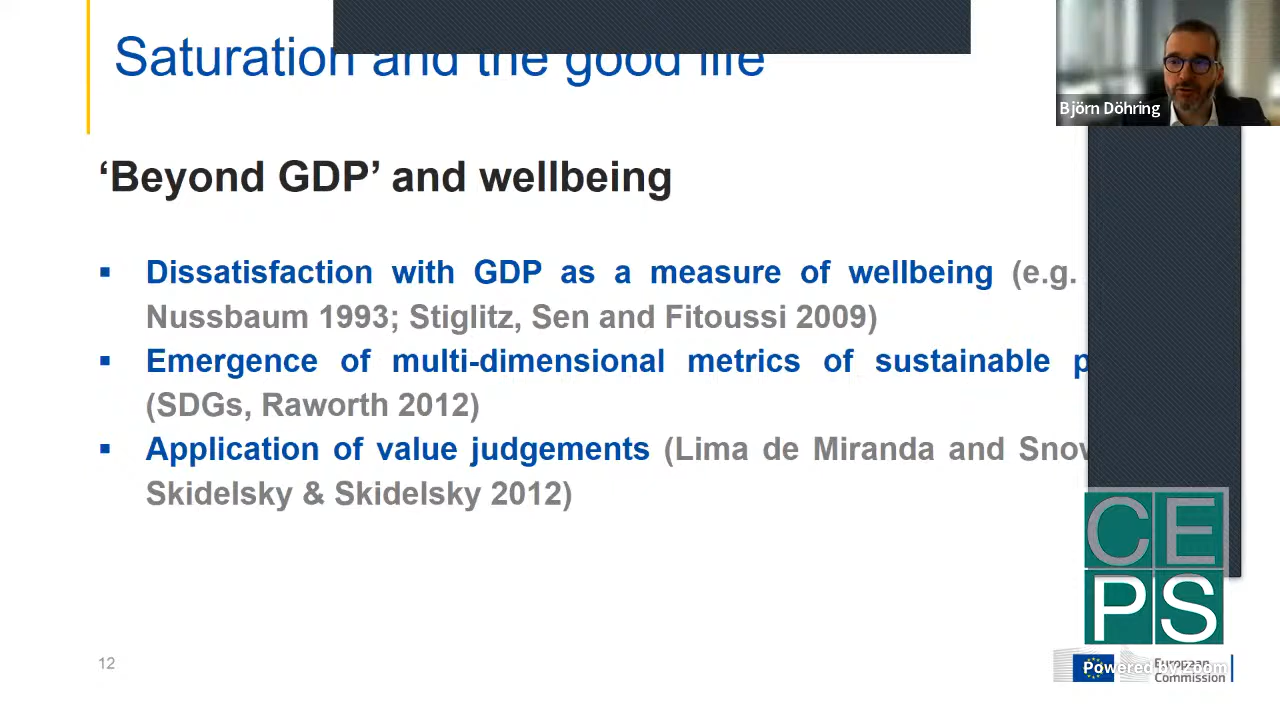 Saturation and the good life
Björn Döhring
‘Beyond GDP’ and wellbeing
▪ Dissatisfaction with GDP as a measure of wellbeing (e.g.
Nussbaum 1993; Stiglitz, Sen and Fitoussi 2009)
▪ Emergence of multi-dimensional metrics of sustainable
(SDGs, Raworth 2012)
▪ Application of value judgements (Lima de Miranda and
Skidelsky & Skidelsky 2012)
CE
PS
12
European
Powered by Zoom
Commission